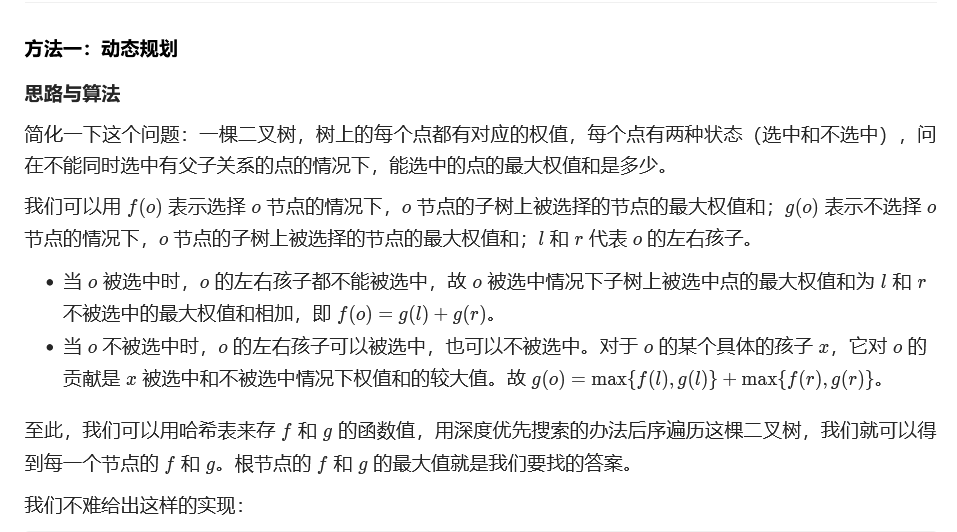 方法一：动态规划
思路与算法
简化一下这个问题：一棵二叉树，树上的每个点都有对应的权值，每个点有两种状态（选中和不选中），问
在不能同时选中有父子关系的点的情况下，能选中的点的最大权值和是多少。
我们可以用 f(o) 表示选择 o 节点的情况下，o 节点的子树上被选择的节点的最大权值和；g(o) 表示不选择 o
节点的情况下，o 节点的子树上被选择的节点的最大权值和；l 和 r 代表 o 的左右孩子。
• 当 o 被选中时，o 的左右孩子都不能被选中，故 o 被选中情况下子树上被选中点的最大权值和为 l 和 r
不被选中的最大权值和相加，即 f(o) = g(l) + g(r)。
• 当 o 不被选中时，o 的左右孩子可以被选中，也可以不被选中。对于 o 的某个具体的孩子 x，它对 o 的
贡献是 x 被选中和不被选中情况下权值和的较大值。故 g(o) = max{f(l), g(l)} + max{f(r), g(r)}。
至此，我们可以用哈希表来存 f 和 g 的函数值，用深度优先搜索的办法后序遍历这棵二叉树，我们就可以得
到每一个节点的 f 和 g。根节点的 f 和 g 的最大值就是我们要找的答案。
我们不难给出这样的实现：